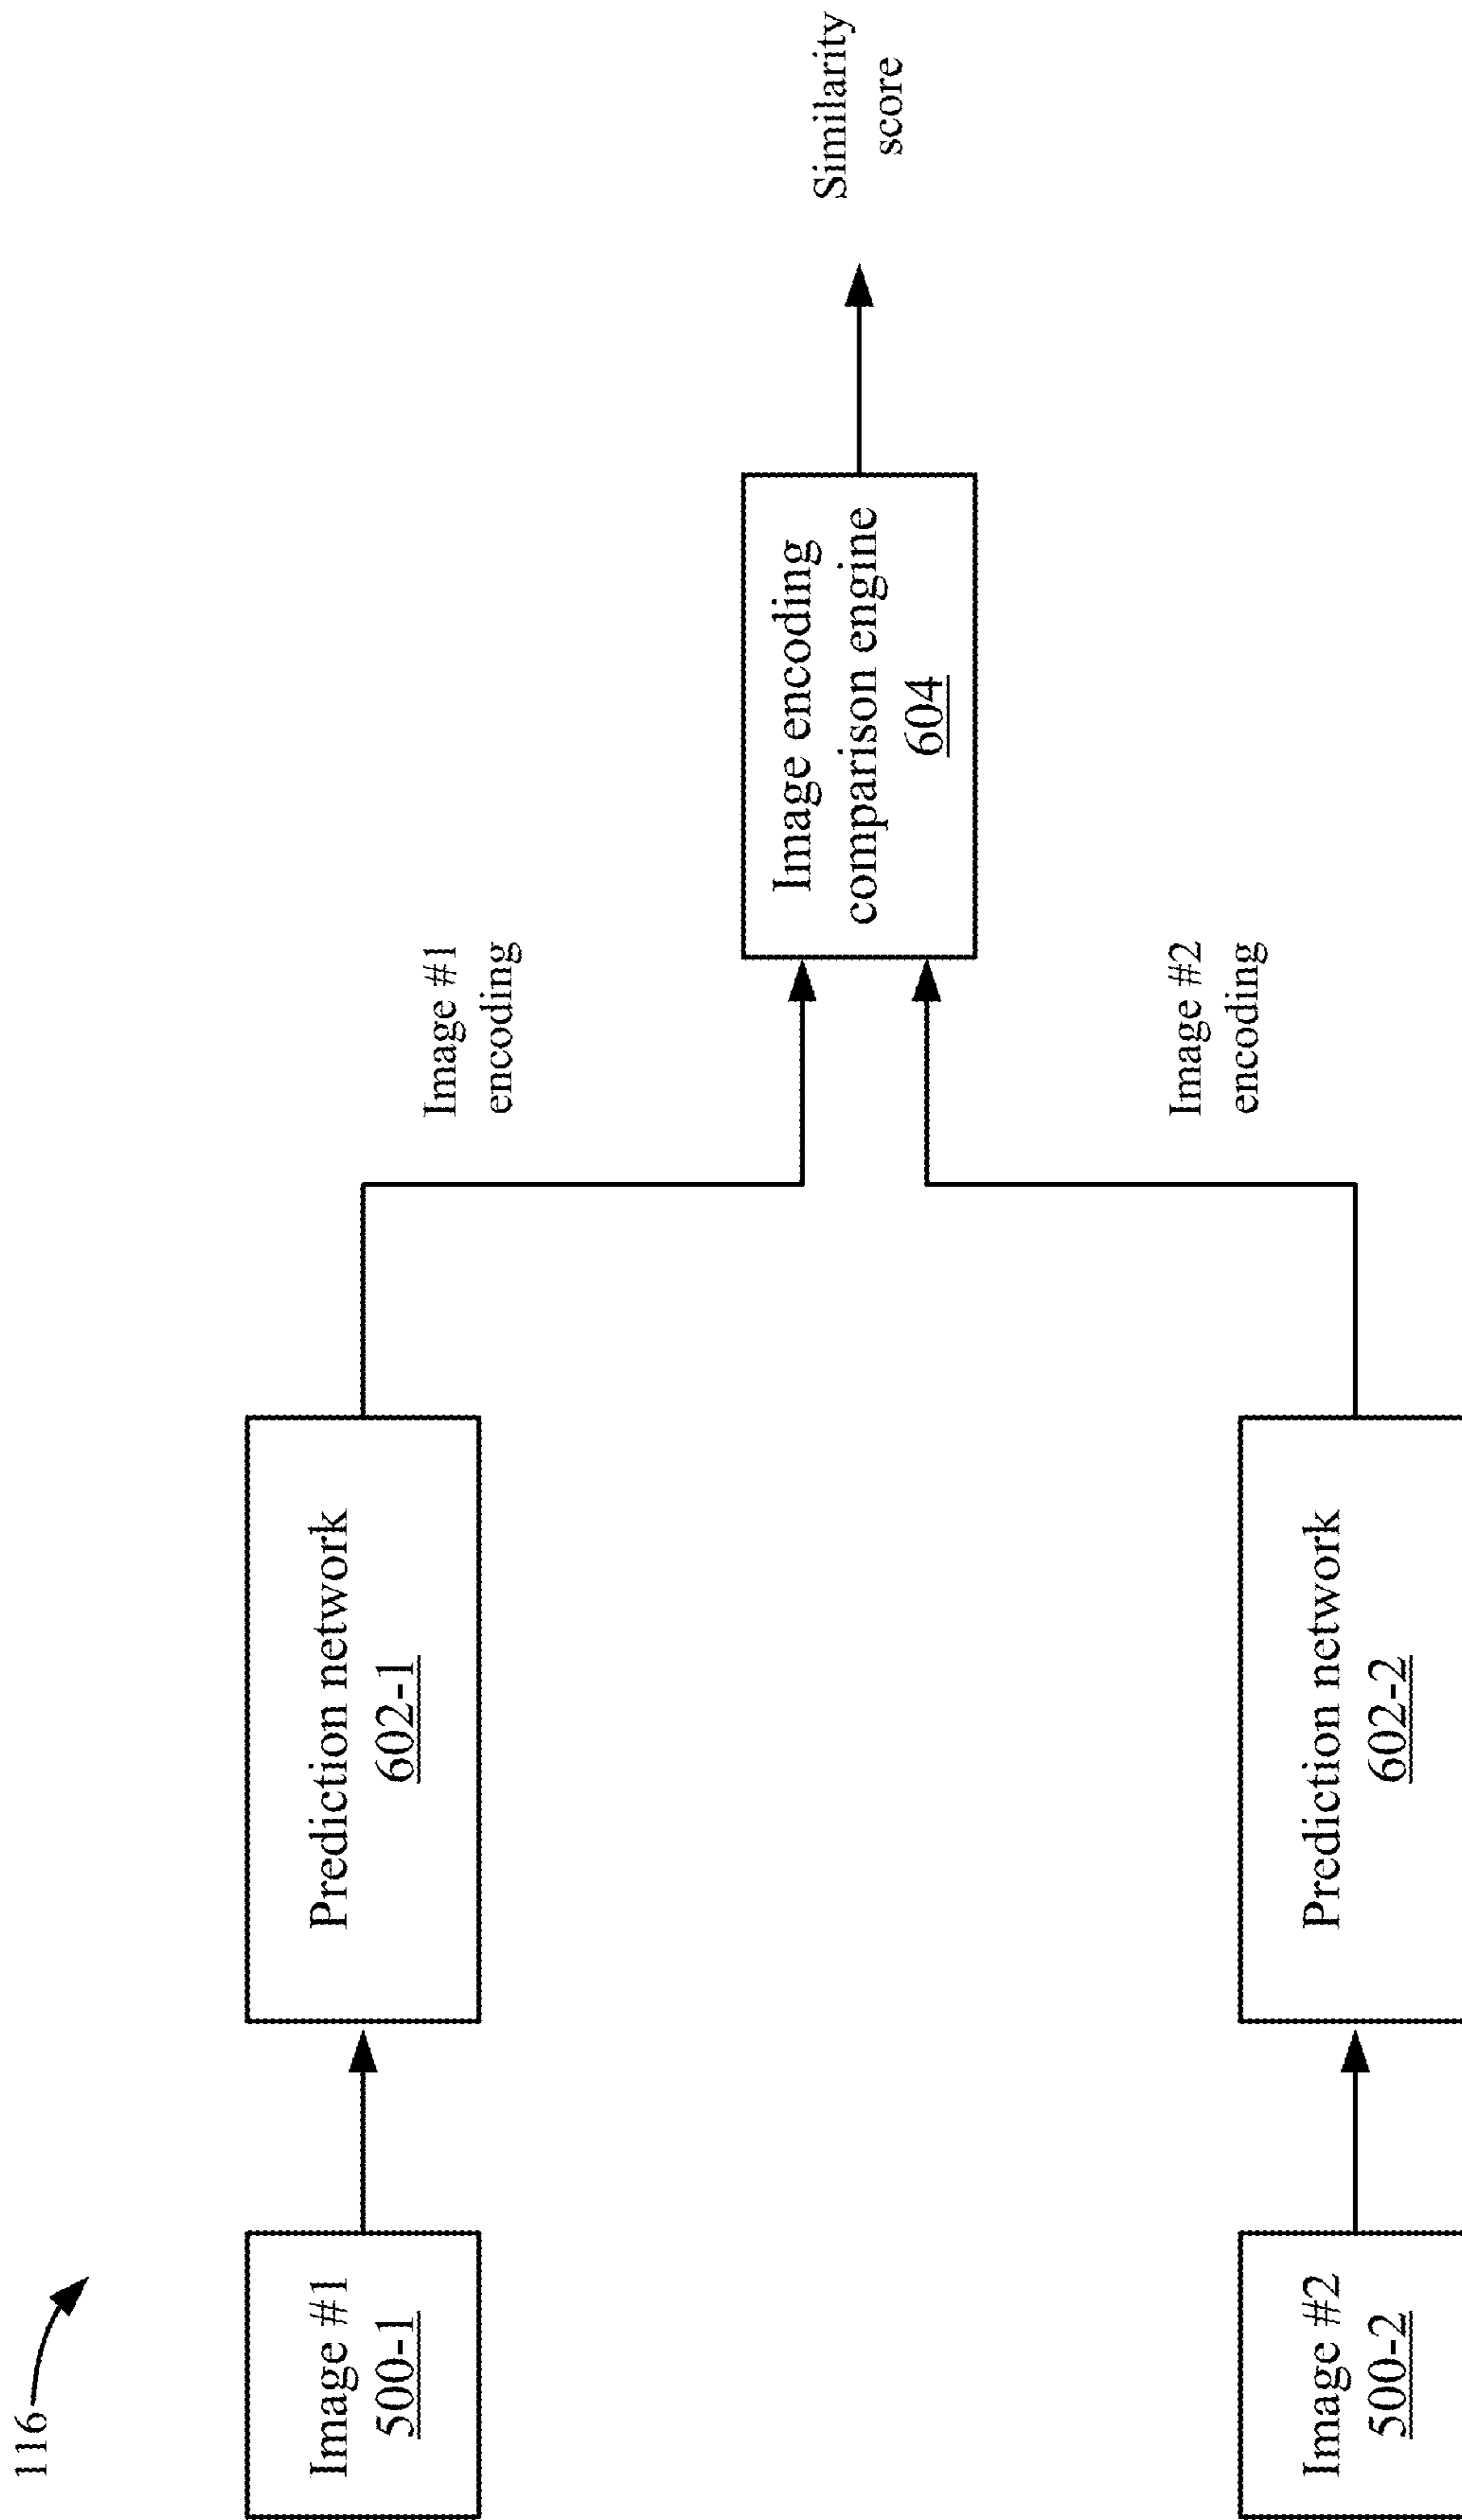 116
Image #1
500-1
Prediction network
602-1
Image #1
encoding
Image #2
500-2
Prediction network
602-2
Image #2
encoding
Image encoding
comparison engine
604
Similarity
score